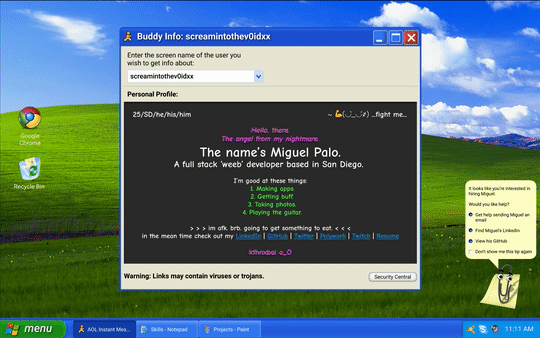 Buddy Info: screamintothev0idxx
Enter the screen name of the user you
wish to get info about:
screamintothev0idxx
Personal Profile:
25/SD/he/his/him
~ 💪(◡̀_◡́҂) ...fight me...
Hello, there.
The angel from my nightmare.
The name's Miguel Palo.
A full stack 'weeb' developer based in San Diego.
I'm good at these things:
1. Making apps
2. Getting buff
3. Taking photos.
4. Playing the guitar.
> > > im afk. brb. going to get something to eat. < < <
in the mean time check out my LinkedIn | GitHub | Twitter | Polywork | Twitch | Resume
kthnxbai o_O
Warning: Links may contain viruses or trojans.
Security Central
Google
Chrome
Recycle Bin
It looks like you're interested in
hiring Miguel.
Would you like help?
Get help sending Miguel an
email
Find Miguel's LinkedIn
View his GitHub
Don't show me this tip again
menu
AOL Instant Mes...
Skills - Notepad
Projects - Paint
11:11 AM